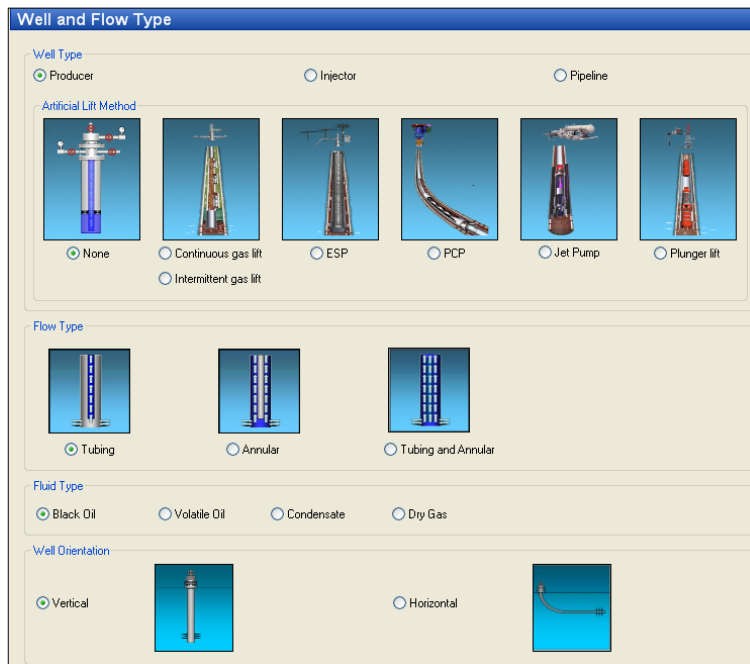 Well and Flow Type
Well Type
Producer Injector Pipeline
Artificial Lift Method
None Continuous gas lift ESP PCP Jet Pump Plunger lift
Intermittent gas lift
Flow Type
Tubing Annular Tubing and Annular
Fluid Type
Black Oil Volatile Oil Condensate Dry Gas
Well Orientation
Vertical Horizontal